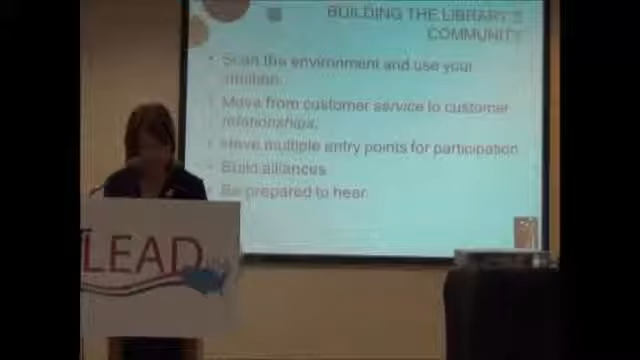 BUILDING THE LIBRARY'S
COMMUNITY
• Scan the environment and use your
intuition.
• Move from customer service to customer
relationships.
• Have multiple entry points for participation
• Build alliances
• Be prepared to hear.
LEAD